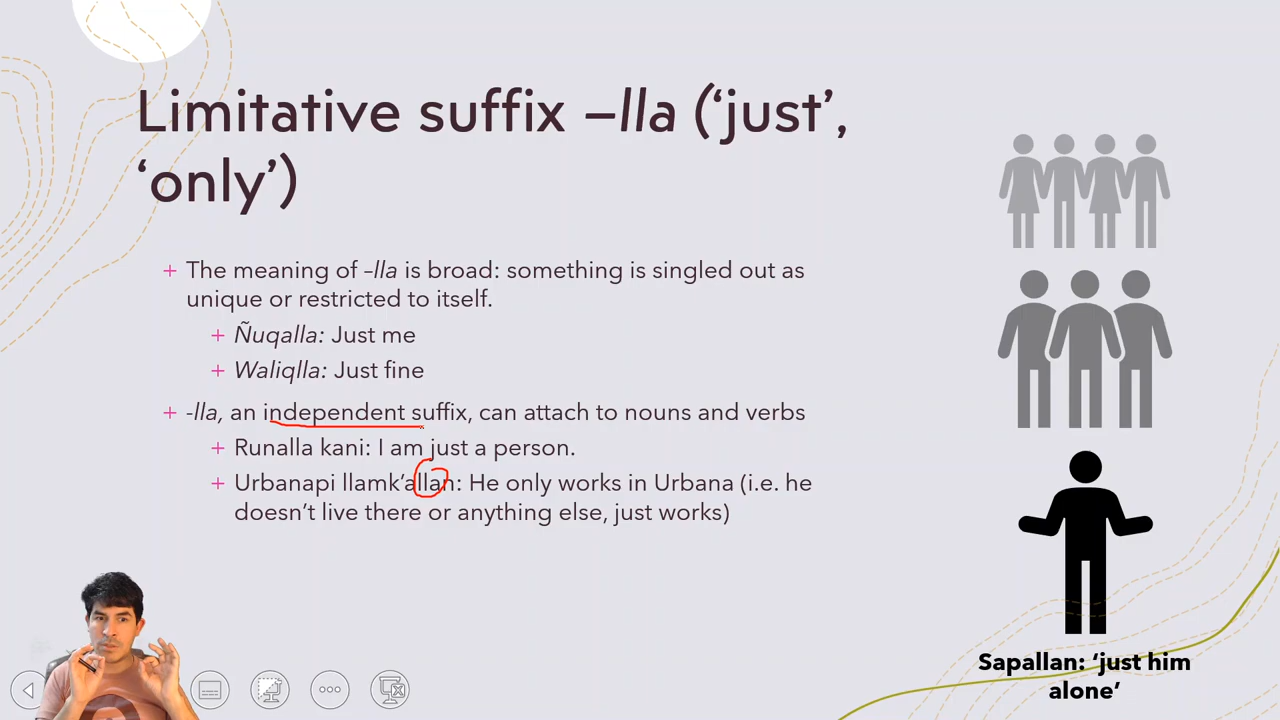 Limitative suffix –lla (‘just’,
‘only’)
+ The meaning of –lla is broad: something is singled out as
unique or restricted to itself.
+ Ñuqalla: Just me
+ Waliqlla: Just fine
+ -lla, an independent suffix, can attach to nouns and verbs
+ Runalla kani: I am just a person.
+ Urbanapi llamk’allan: He only works in Urbana (i.e. he
doesn’t live there or anything else, just works)
Sapallan: ‘just him
alone’